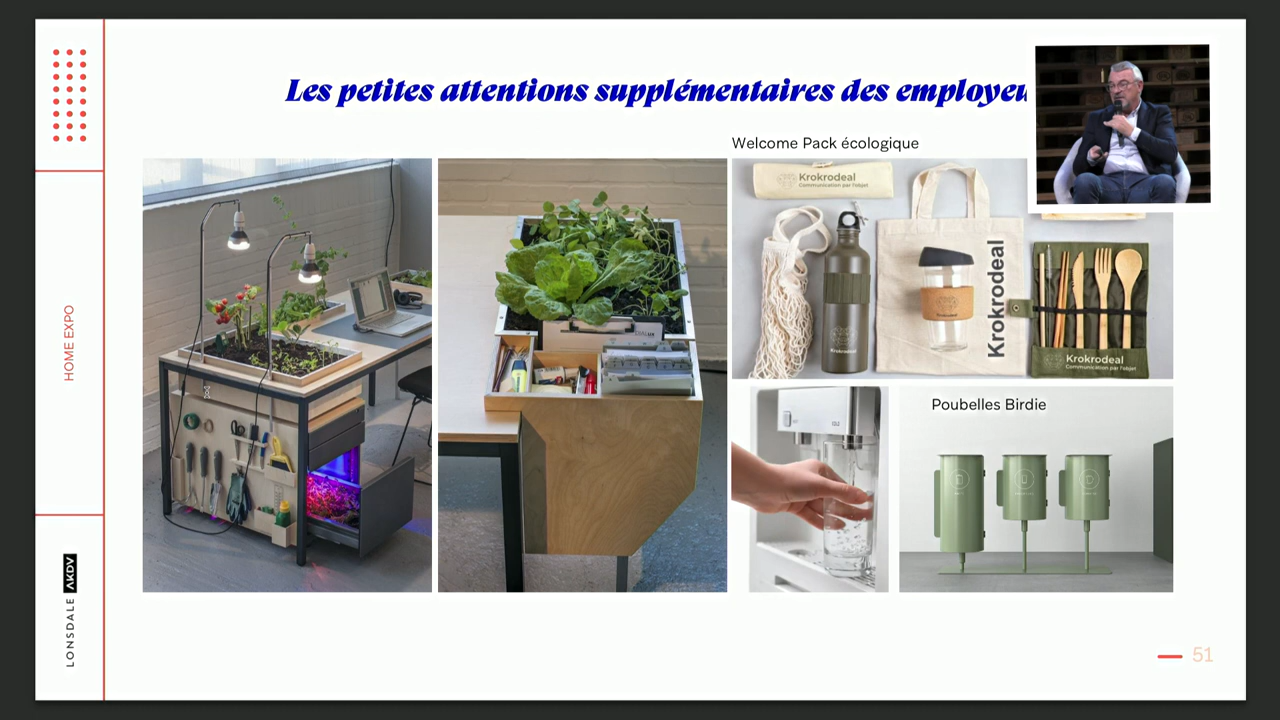 Les petites attentions supplémentaires des employeu
Welcome Pack écologique
Krokrodeal
Communication par l'objet
Krokrodeal
Krokrodeal
Krokrodeal
Communication par l'objet
Poubelles Birdie
HOME EXPO
LONSDALE AKDV
51